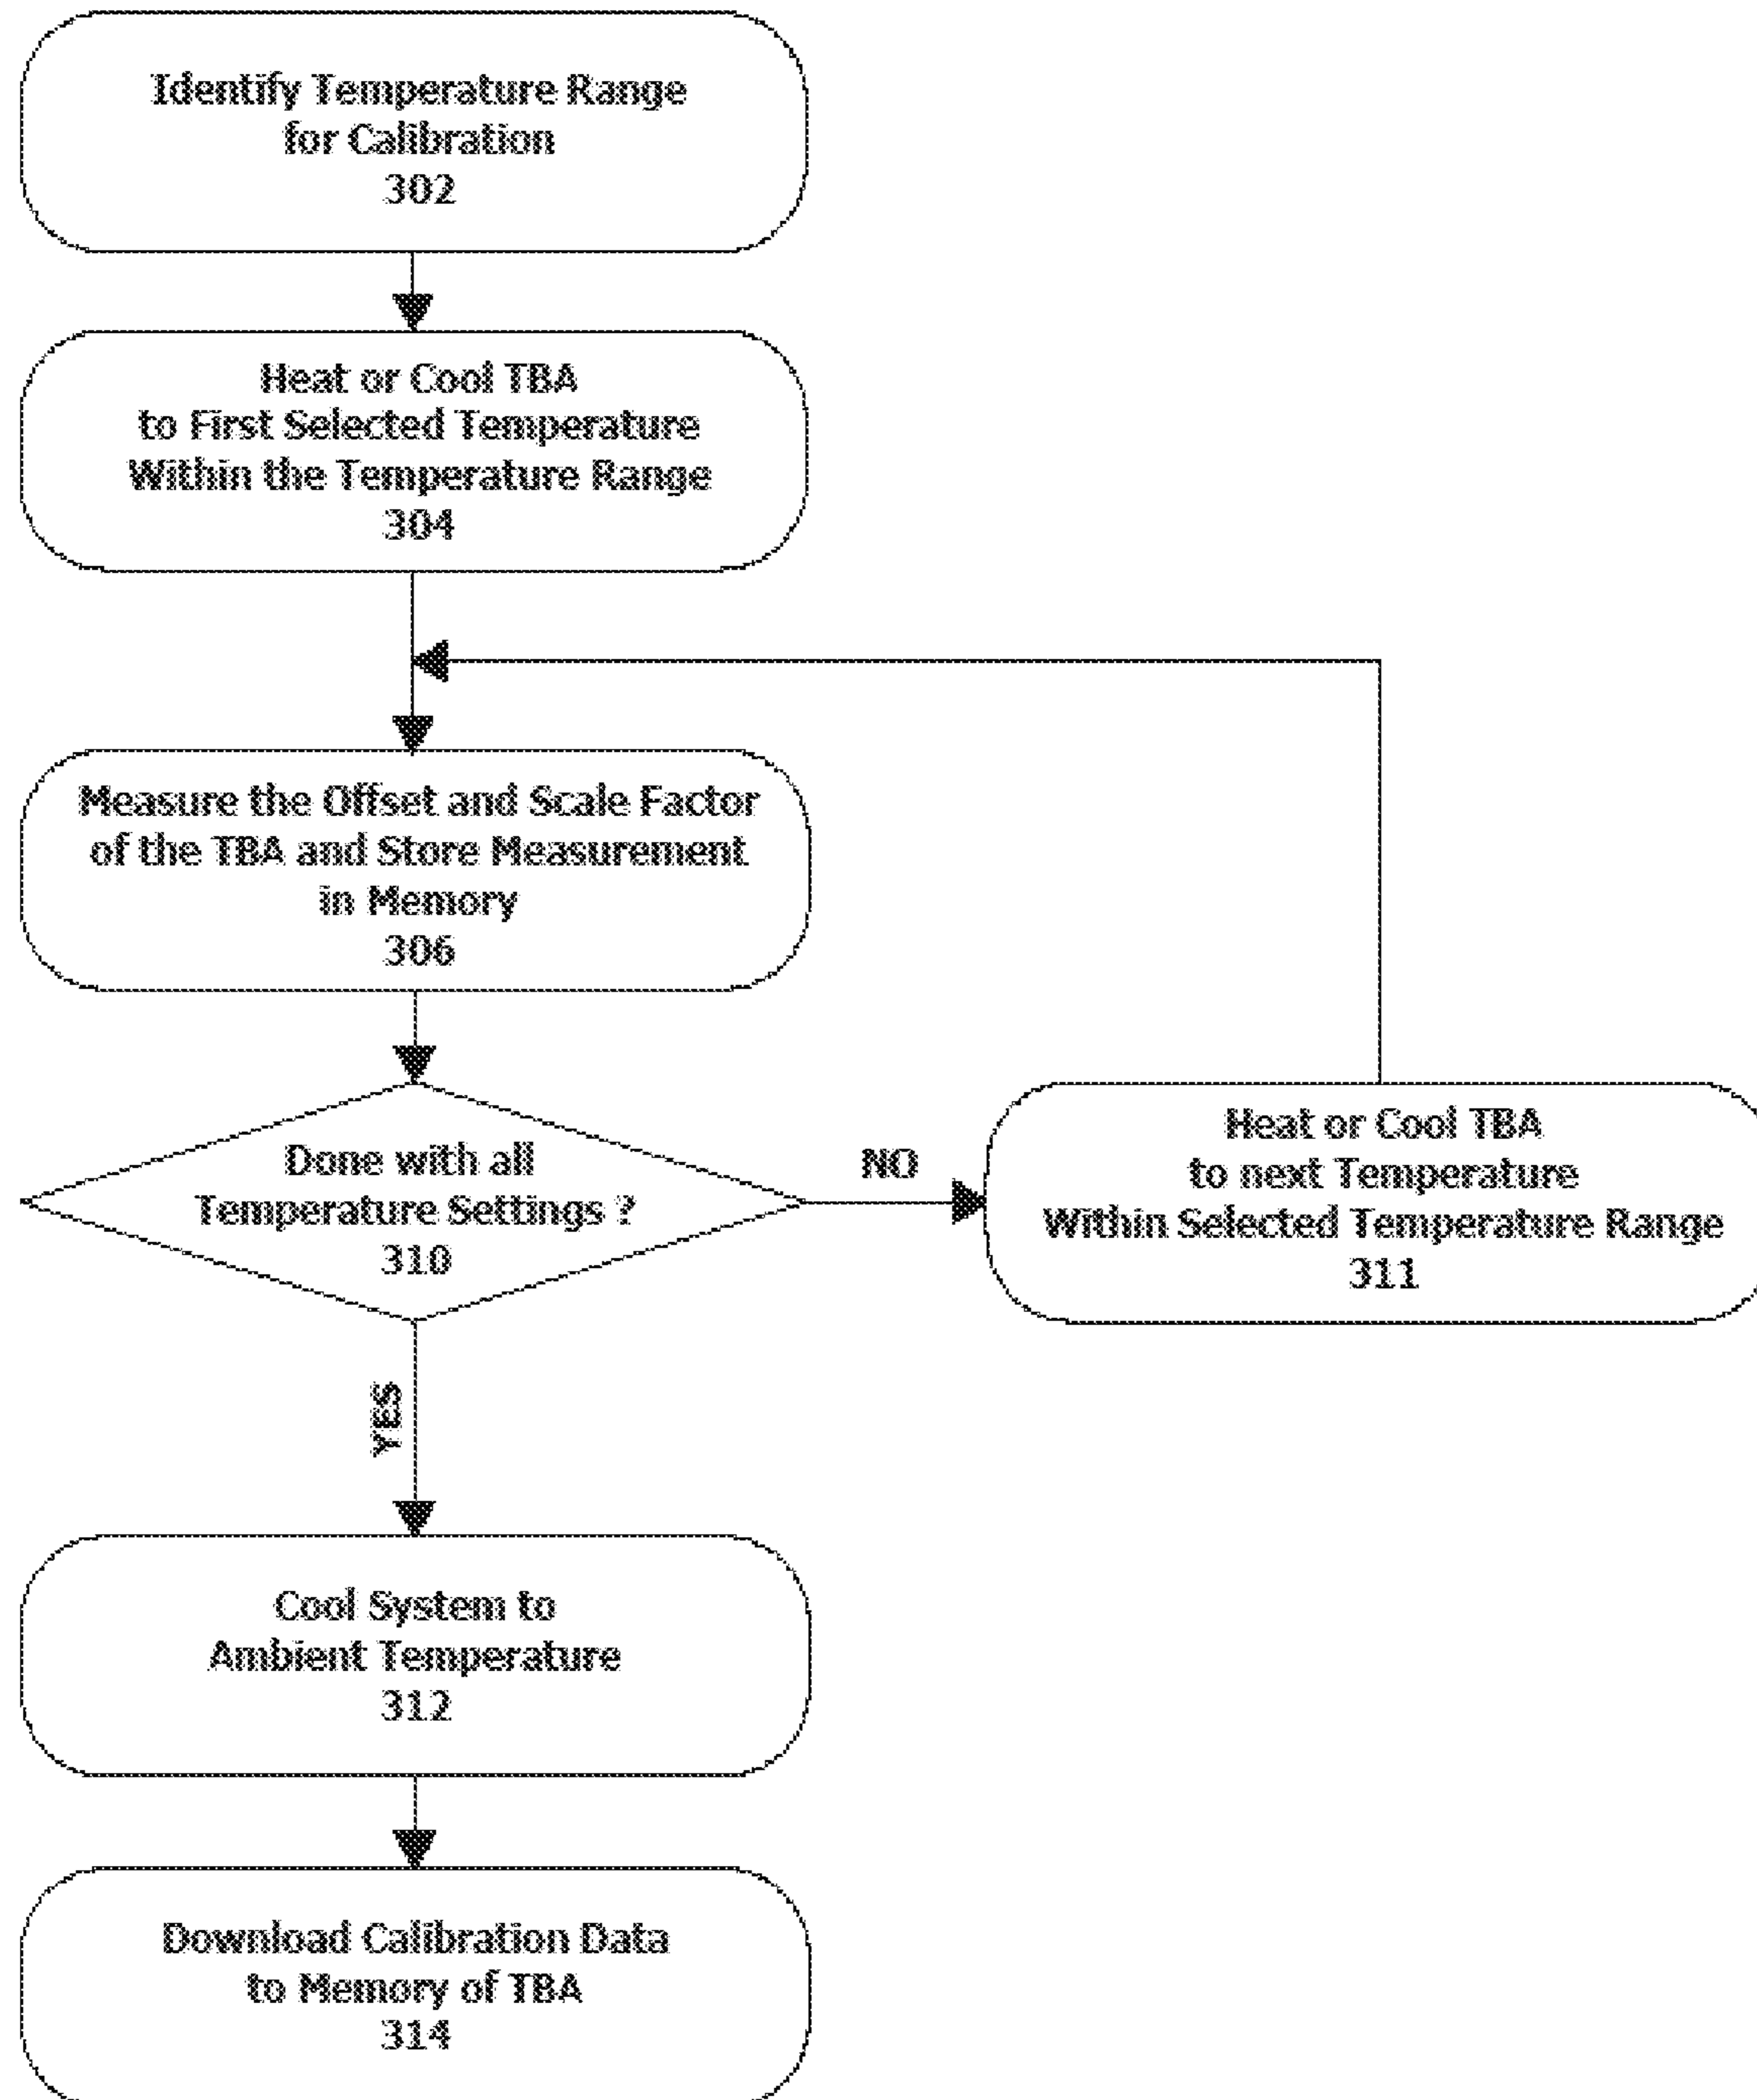 Identify Temperature Range
for Calibration
302
Heat or Cool TBA
to First Selected Temperature
Within the Temperature Range
304
Measure the Offset and Scale Factor
of the TBA and Store Measurement
in Memory
306
Done with all
Temperature Settings ?
310
NO
Heat or Cool TBA
to next Temperature
Within Selected Temperature Range
311
YES
Cool System to
Ambient Temperature
312
Download Calibration Data
to Memory of TBA
314